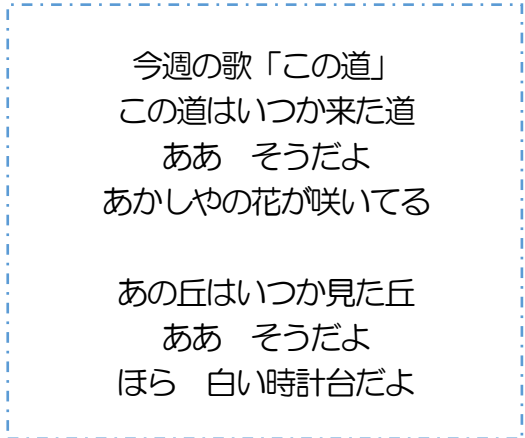 今週の歌「この道」
この道はいつか来た道
ああ　そうだよ
あかしやの花が咲いてる
あの丘はいつか見た丘
ああ　そうだよ
ほら　白い時計台だよ